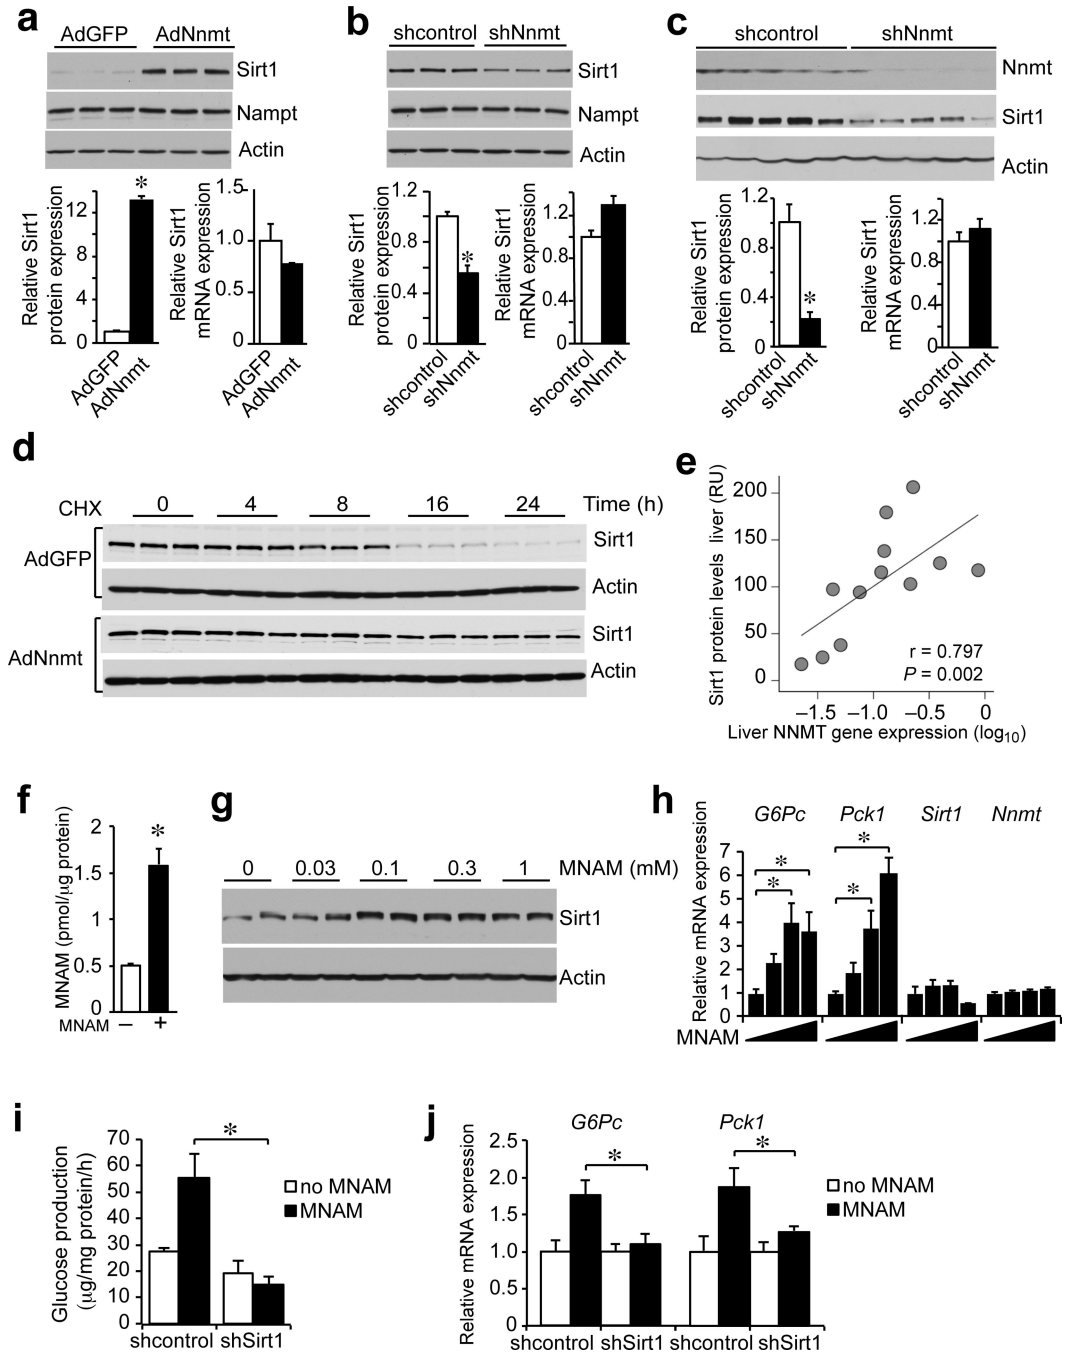 a
AdGFP AdNnmt
Sirt1
Nampt
Actin
Relative Sirt1
protein expression
12
8
4
0
*
AdGFP
AdNnmt
Relative Sirt1
mRNA expression
1.5
1.0
0.5
0
AdGFP
AdNnmt
b
shcontrol shNnmt
Sirt1
Nampt
Actin
Relative Sirt1
protein expression
1.2
0.8
0.4
0
*
shcontrol
shNnmt
Relative Sirt1
mRNA expression
1.2
0.8
0.4
0
shcontrol
shNnmt
c
shcontrol shNnmt
Nnmt
Sirt1
Actin
Relative Sirt1
protein expression
1.2
0.8
0.4
0
*
shcontrol
shNnmt
Relative Sirt1
mRNA expression
1.2
0.8
0.4
0
shcontrol
shNnmt
d
CHX 0 4 8 16 24 Time (h)
AdGFP
Sirt1
Actin
AdNnmt
Sirt1
Actin
e
Sirt1 protein levels liver (RU)
200
150
100
50
0
r = 0.797
P = 0.002
–1.5 –1.0 –0.5 0
Liver NNMT gene expression (log10)
f
MNAM (pmol/µg protein)
2
1.5
1
0.5
0
*
MNAM – +
g
0 0.03 0.1 0.3 1 MNAM (mM)
Sirt1
Actin
h
G6Pc Pck1 Sirt1 Nnmt
Relative mRNA expression
7
6
5
4
3
2
1
0
* *
* *
MNAM
i
Glucose production
(µg/mg protein/h)
70
60
50
40
30
20
10
0
*
no MNAM
MNAM
shcontrol shSirt1
j
G6Pc Pck1
Relative mRNA expression
2.5
2.0
1.5
1.0
0.5
0
* *
no MNAM
MNAM
shcontrol shSirt1 shcontrol shSirt1